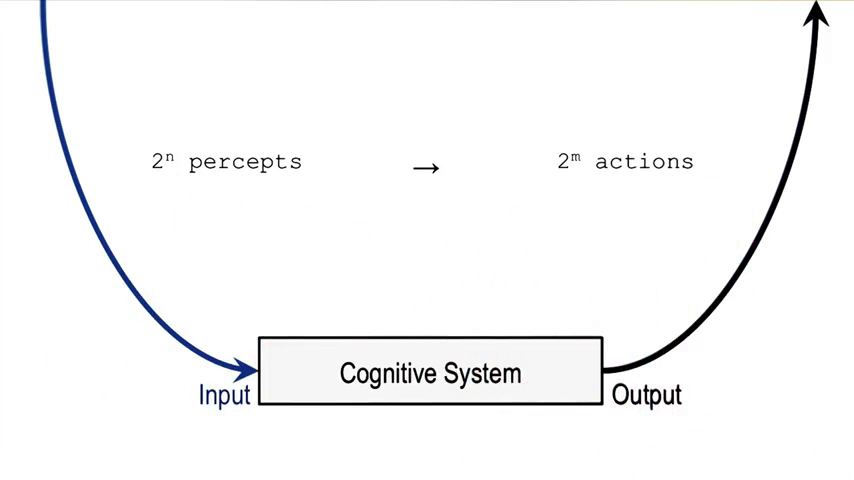 2ⁿ percepts → 2ᵐ actions
Cognitive System
Input
Output